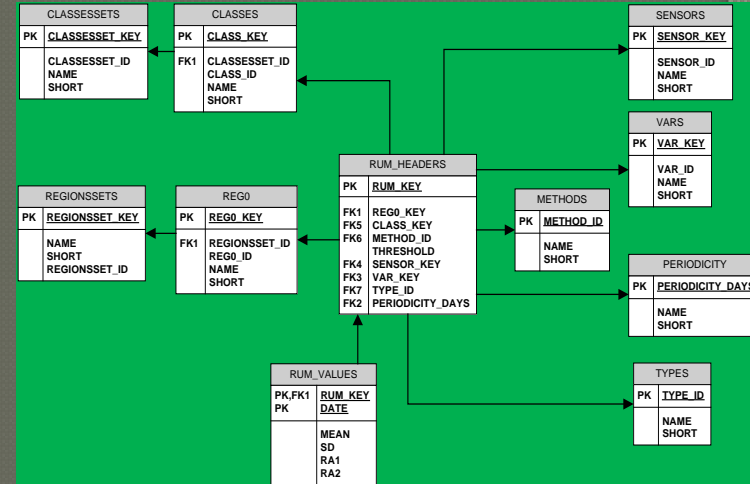 CLASSESSETS
PK CLASSESSET_KEY
CLASSESSET_ID
NAME
SHORT
CLASSES
PK CLASS_KEY
FK1 CLASSESSET_ID
CLASS_ID
NAME
SHORT
SENSORS
PK SENSOR_KEY
SENSOR_ID
NAME
SHORT
VARS
PK VAR_KEY
VAR_ID
NAME
SHORT
RUM_HEADERS
PK RUM_KEY
FK1 REG0_KEY
FK5 CLASS_KEY
FK6 METHOD_ID
THRESHOLD
FK4 SENSOR_KEY
FK3 VAR_KEY
FK7 TYPE_ID
FK2 PERIODICITY_DAYS
REGIONSSETS
PK REGIONSSET_KEY
NAME
SHORT
REGIONSSET_ID
REG0
PK REG0_KEY
FK1 REGIONSSET_ID
REG0_ID
NAME
SHORT
METHODS
PK METHOD_ID
NAME
SHORT
PERIODICITY
PK PERIODICITY_DAYS
NAME
SHORT
RUM_VALUES
PK,FK1 RUM_KEY
PK DATE
MEAN
SD
RA1
RA2
TYPES
PK TYPE_ID
NAME
SHORT